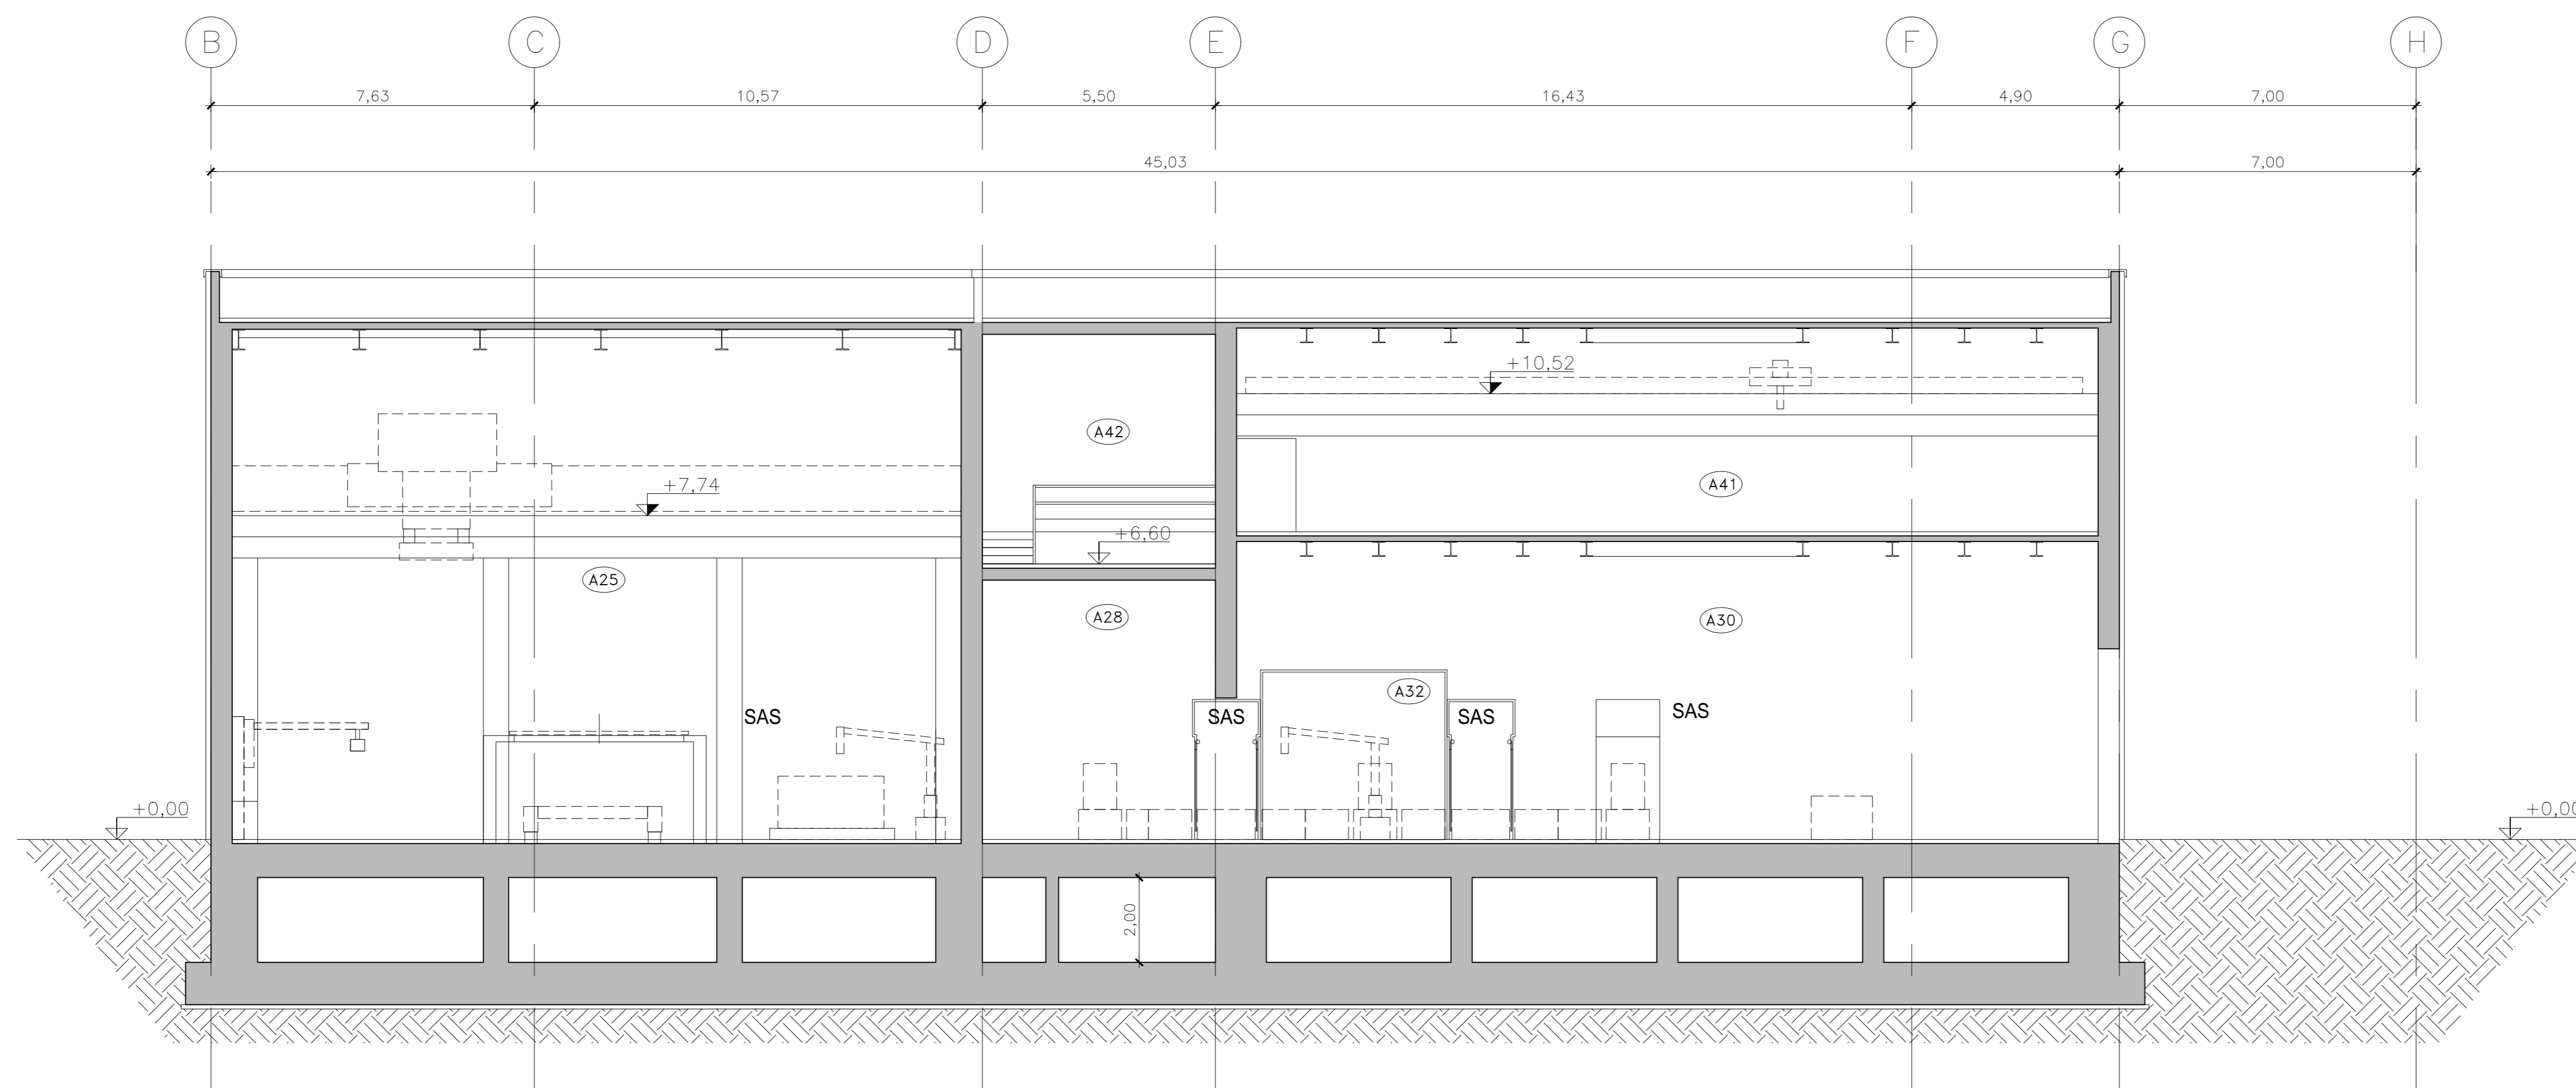 B
C
D
E
F
G
H
7,63
10,57
5,50
16,43
4,90
7,00
45,03
7,00
+10,52
A42
A41
+7,74
+6,60
A25
A28
A30
A32
SAS
SAS
SAS
SAS
+0,00
+0,00
2,00